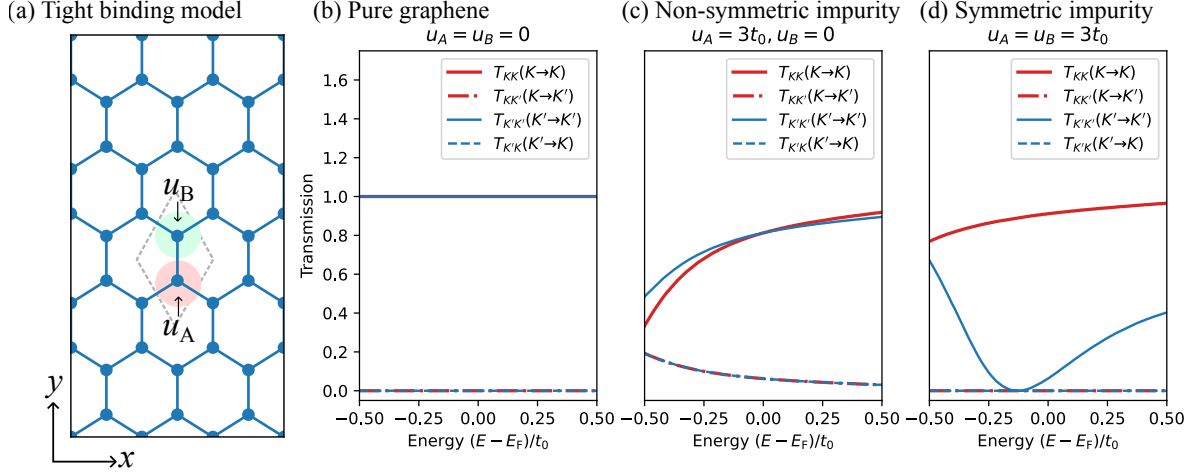 (a) Tight binding model
u_B
u_A
y
x
(b) Pure graphene
u_A = u_B = 0
T_KK(K→K)
T_KK′(K→K′)
T_K′K′(K′→K′)
T_K′K(K′→K)
Transmission
1.6
1.4
1.2
1.0
0.8
0.6
0.4
0.2
0.0
−0.50
−0.25
0.00
0.25
0.50
Energy (E − E_F)/t_0
(c) Non-symmetric impurity
u_A = 3t_0, u_B = 0
T_KK(K→K)
T_KK′(K→K′)
T_K′K′(K′→K′)
T_K′K(K′→K)
−0.50
−0.25
0.00
0.25
0.50
Energy (E − E_F)/t_0
(d) Symmetric impurity
u_A = u_B = 3t_0
T_KK(K→K)
T_KK′(K→K′)
T_K′K′(K′→K′)
T_K′K(K′→K)
−0.50
−0.25
0.00
0.25
0.50
Energy (E − E_F)/t_0